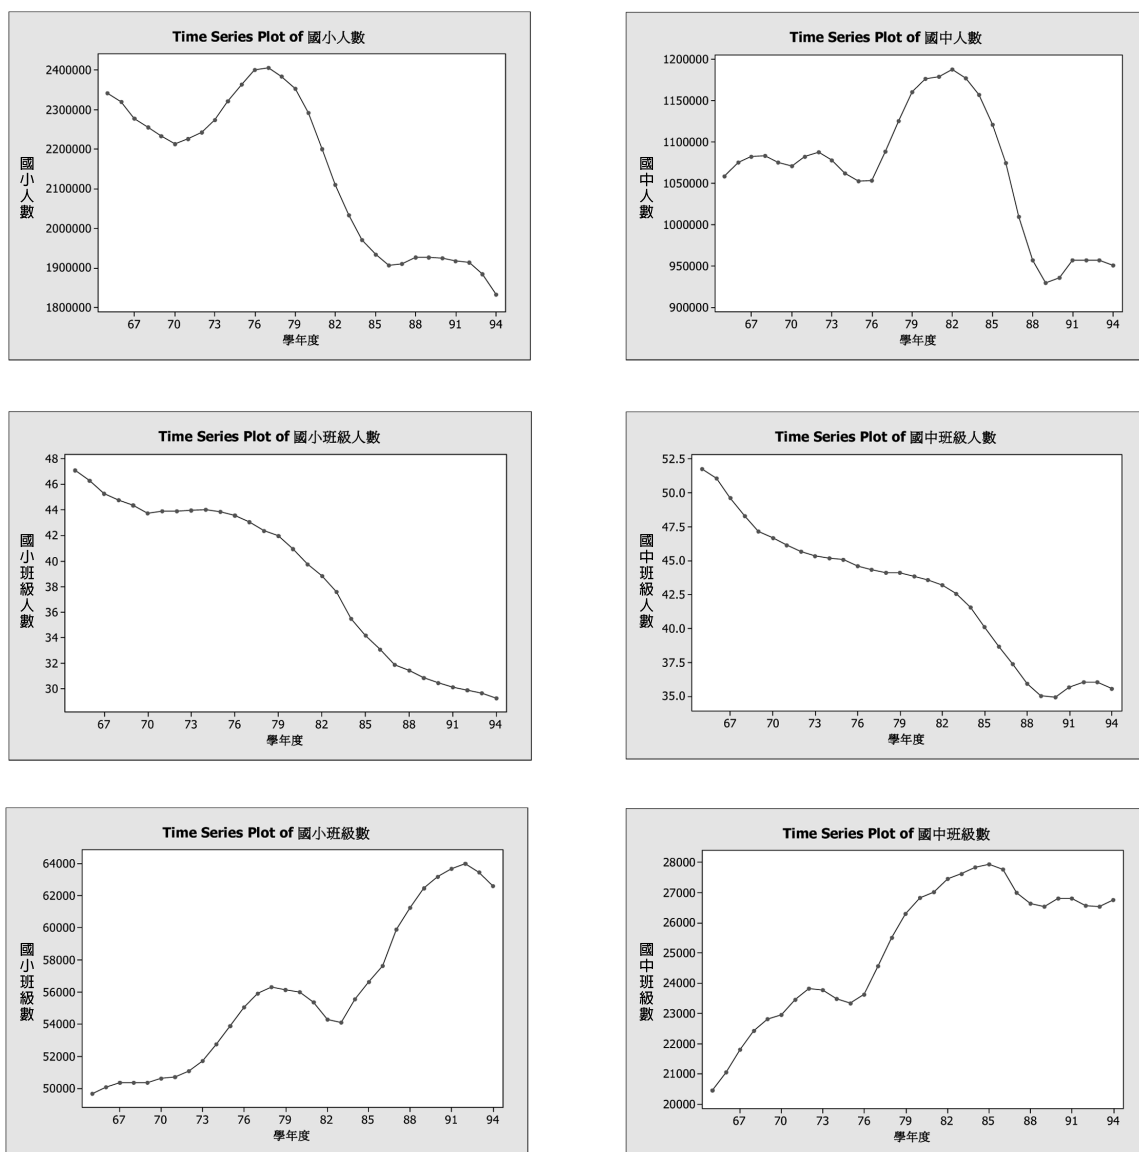 Time Series Plot of 國小人數
國小人數
2400000
2300000
2200000
2100000
2000000
1900000
1800000
67 70 73 76 79 82 85 88 91 94
學年度
Time Series Plot of 國中人數
國中人數
1200000
1150000
1100000
1050000
1000000
950000
900000
67 70 73 76 79 82 85 88 91 94
學年度
Time Series Plot of 國小班級人數
國小班級人數
48
46
44
42
40
38
36
34
32
30
67 70 73 76 79 82 85 88 91 94
學年度
Time Series Plot of 國中班級人數
國中班級人數
52.5
50.0
47.5
45.0
42.5
40.0
37.5
35.0
67 70 73 76 79 82 85 88 91 94
學年度
Time Series Plot of 國小班級數
國小班級數
64000
62000
60000
58000
56000
54000
52000
50000
67 70 73 76 79 82 85 88 91 94
學年度
Time Series Plot of 國中班級數
國中班級數
28000
27000
26000
25000
24000
23000
22000
21000
20000
67 70 73 76 79 82 85 88 91 94
學年度